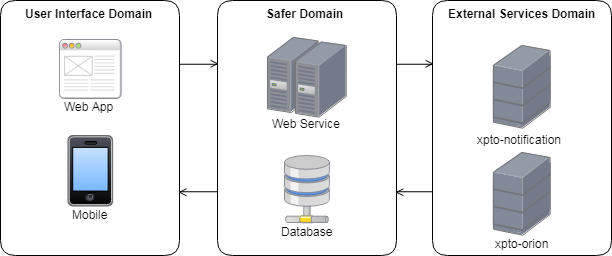 User Interface Domain
Web App
Mobile
Safer Domain
Web Service
Database
External Services Domain
xpto-notification
xpto-orion